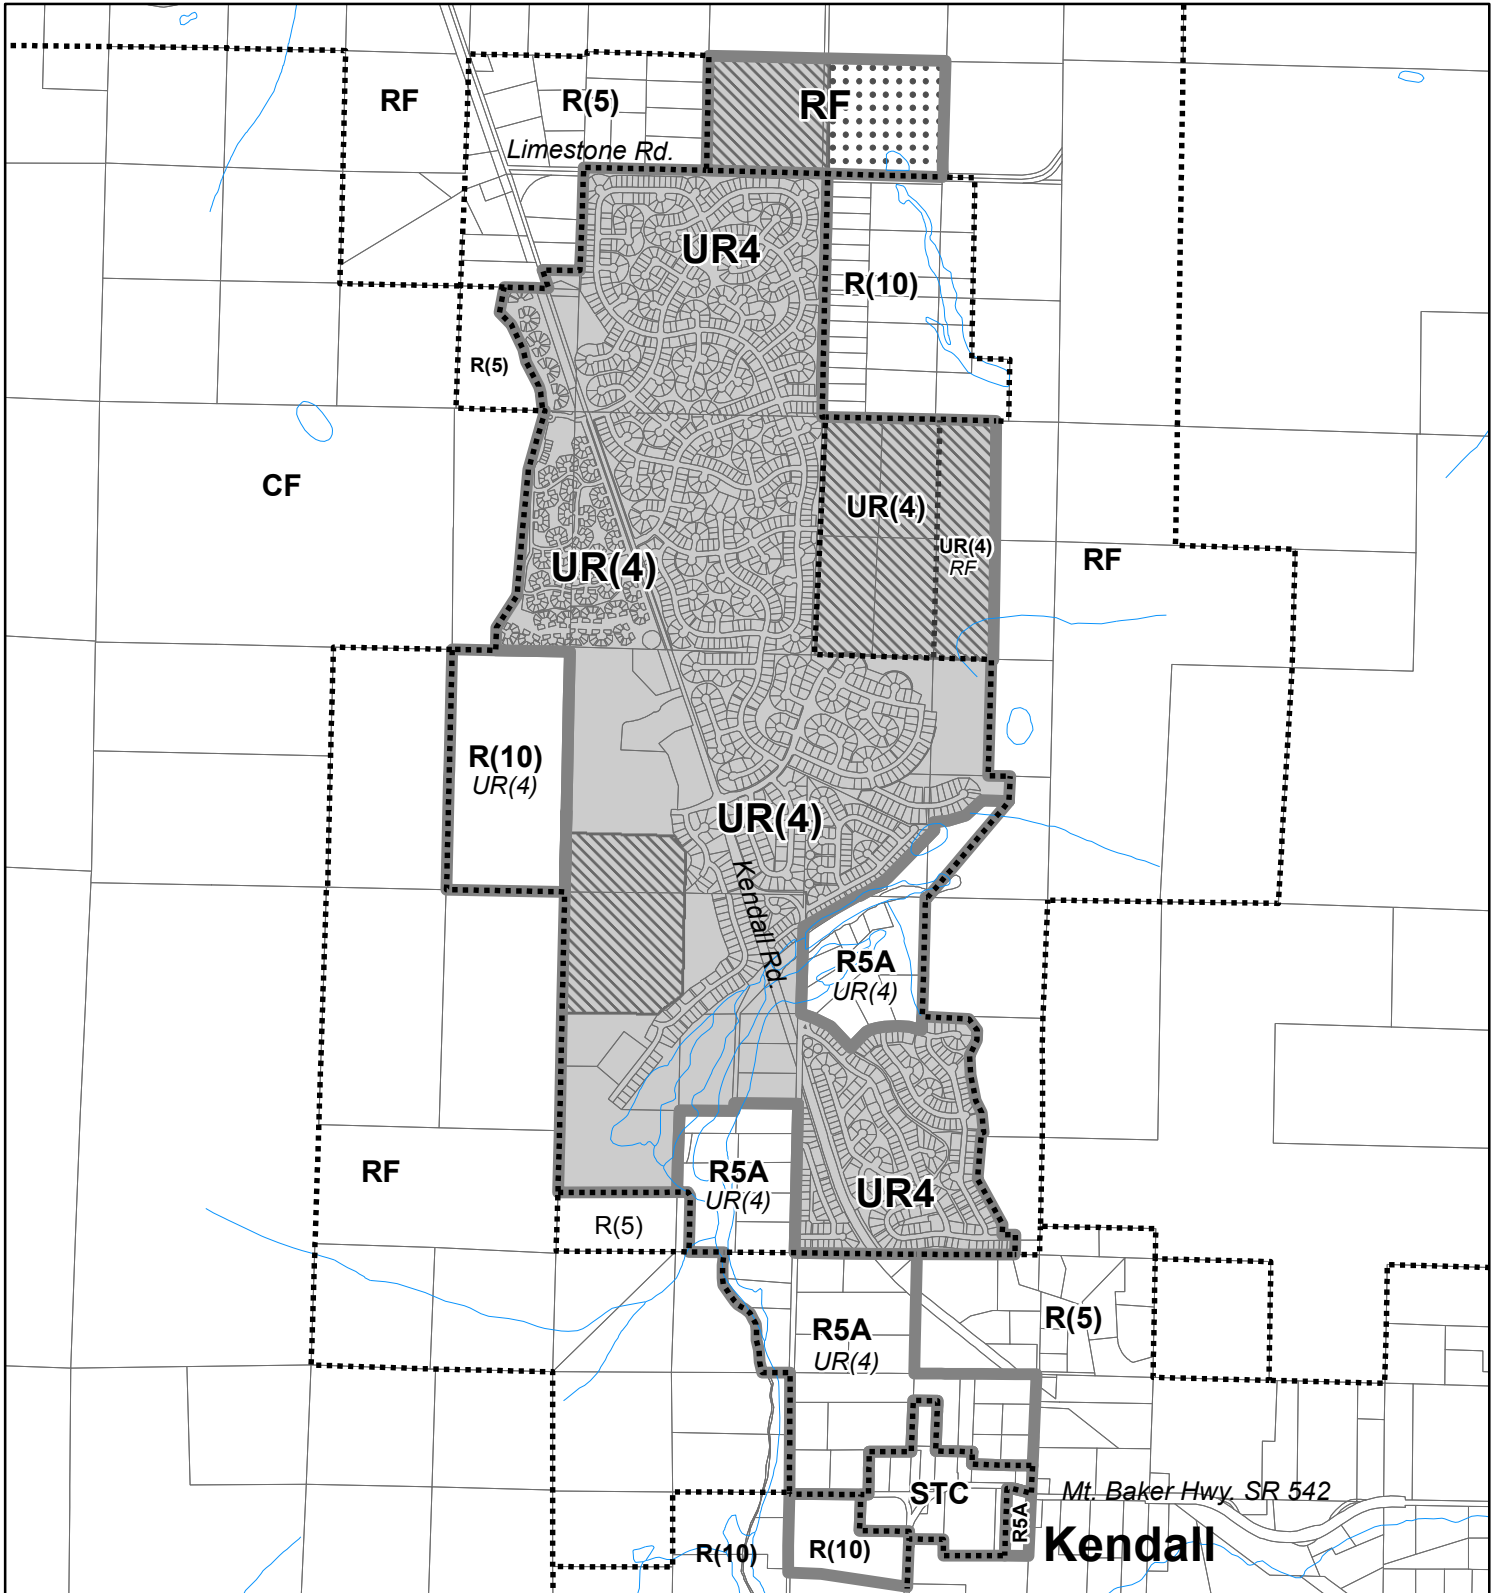 RF
R(5)
RF
Limestone Rd.
UR4
R(10)
R(5)
CF
UR(4)
UR(4)
RF
RF
UR(4)
R(10)
UR(4)
UR(4)
Kendall Rd.
R5A
UR(4)
RF
R5A
UR(4)
UR4
R(5)
R(5)
R5A
UR(4)
STC
Mt. Baker Hwy. SR 542
R5A
Kendall
R(10)
R(10)